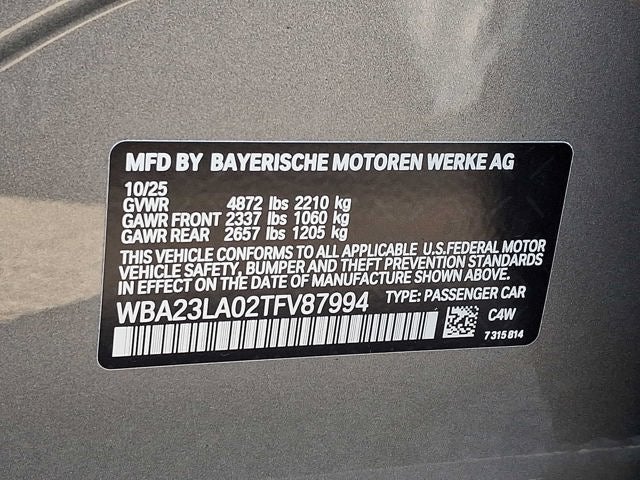 MFD BY BAYERISCHE MOTOREN WERKE AG
10/25
GVWR 4872 lbs 2210 kg
GAWR FRONT 2337 lbs 1060 kg
GAWR REAR 2657 lbs 1205 kg
THIS VEHICLE CONFORMS TO ALL APPLICABLE U.S.FEDERAL MOTOR
VEHICLE SAFETY, BUMPER AND THEFT PREVENTION STANDARDS
IN EFFECT ON THE DATE OF MANUFACTURE SHOWN ABOVE.
WBA23LA02TFV87994 TYPE: PASSENGER CAR
C4W
7 315 814